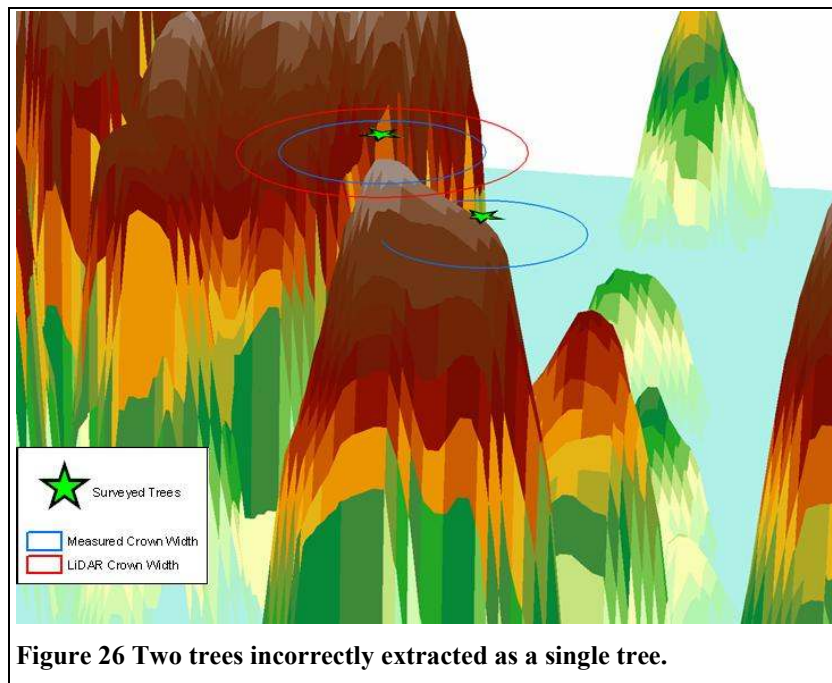 Surveyed Trees
Measured Crown Width
LiDAR Crown Width
Figure 26 Two trees incorrectly extracted as a single tree.